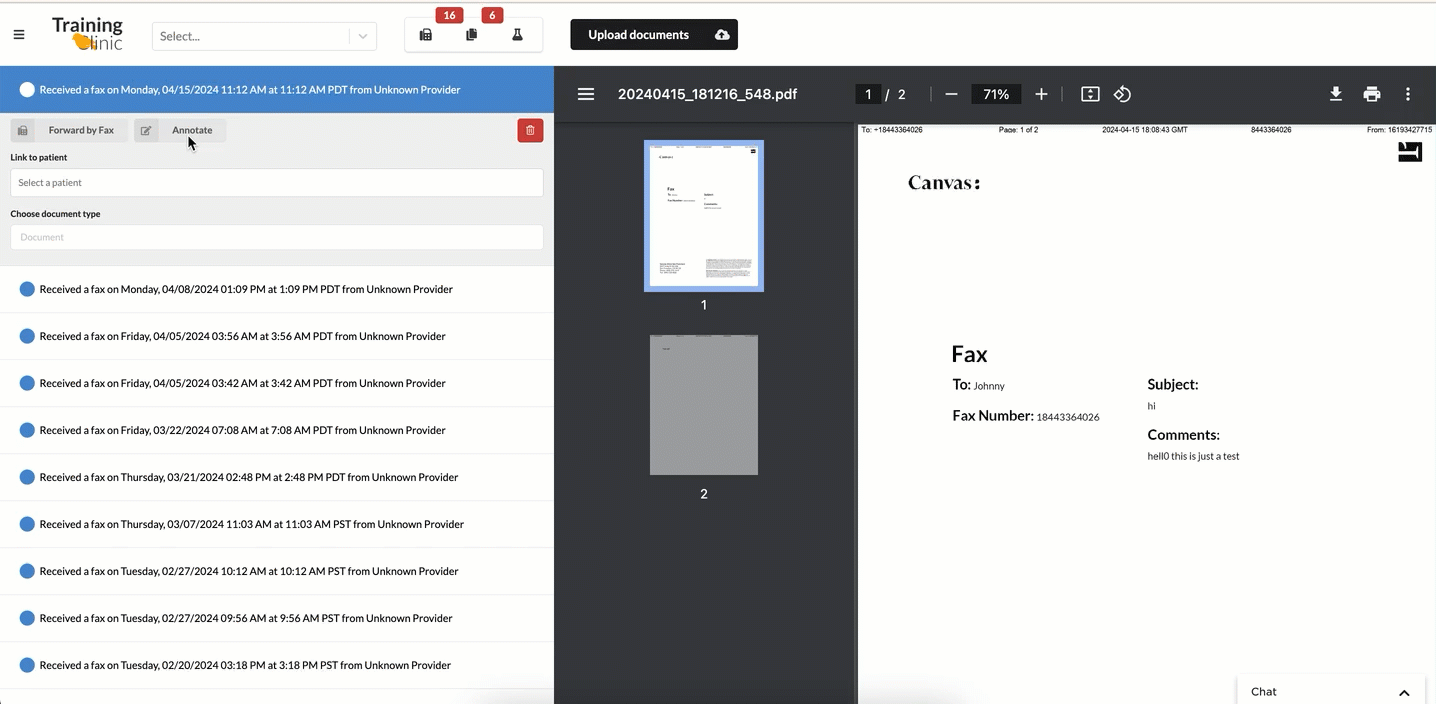 16
6
Training
Clinic
Select...
Upload documents
Received a fax on Monday, 04/15/2024 11:12 AM at 11:12 AM PDT from Unknown Provider
Forward by Fax
Annotate
Link to patient
Select a patient
Choose document type
Document
Received a fax on Monday, 04/08/2024 01:09 PM at 1:09 PM PDT from Unknown Provider
Received a fax on Friday, 04/05/2024 03:56 AM at 3:56 AM PDT from Unknown Provider
Received a fax on Friday, 04/05/2024 03:42 AM at 3:42 AM PDT from Unknown Provider
Received a fax on Friday, 03/22/2024 07:08 AM at 7:08 AM PDT from Unknown Provider
Received a fax on Thursday, 03/21/2024 02:48 PM at 2:48 PM PDT from Unknown Provider
Received a fax on Thursday, 03/07/2024 11:03 AM at 11:03 AM PST from Unknown Provider
Received a fax on Tuesday, 02/27/2024 10:12 AM at 10:12 AM PST from Unknown Provider
Received a fax on Tuesday, 02/27/2024 09:56 AM at 9:56 AM PST from Unknown Provider
Received a fax on Tuesday, 02/20/2024 03:18 PM at 3:18 PM PST from Unknown Provider
20240415_181216_548.pdf
1 / 2
71%
1
2
To: +18443364026 Page: 1 of 2 2024-04-15 18:08:43 GMT 8443364026 From: 16193427715
Canvas:
Fax
To: Johnny
Fax Number: 18443364026
Subject:
hi
Comments:
hell0 this is just a test
Chat